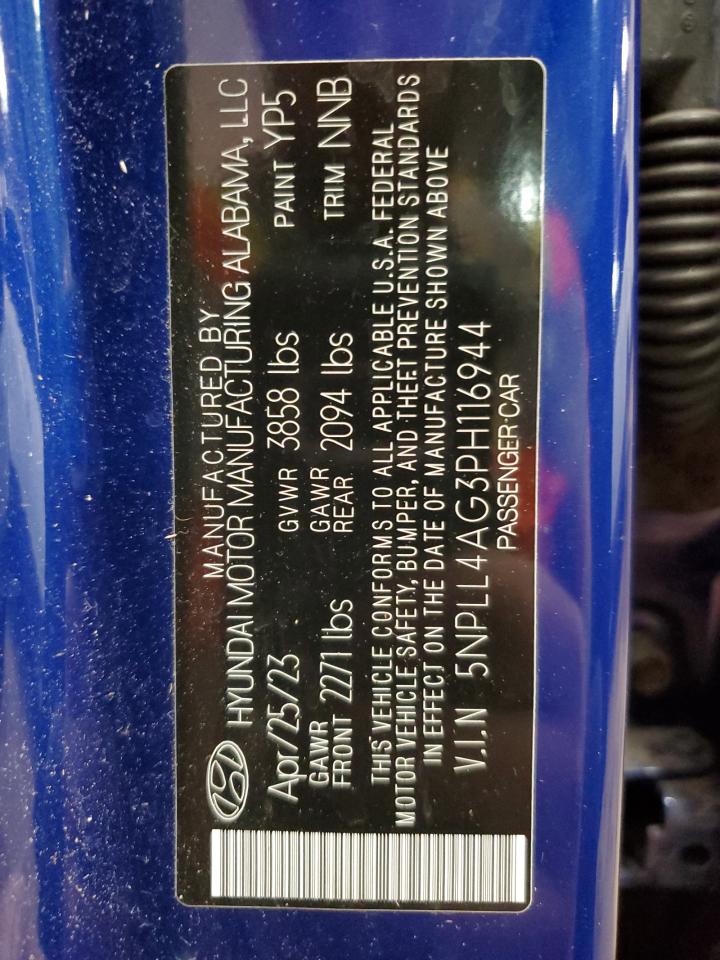 MANUFACTURED BY
HYUNDAI MOTOR MANUFACTURING ALABAMA, LLC
Apr/25/23 GVWR 3858 lbs PAINT YP5
GAWR FRONT 2271 lbs GAWR REAR 2094 lbs TRIM NNB
THIS VEHICLE CONFORMS TO ALL APPLICABLE U.S.A. FEDERAL
MOTOR VEHICLE SAFETY, BUMPER, AND THEFT PREVENTION STANDARDS
IN EFFECT ON THE DATE OF MANUFACTURE SHOWN ABOVE
V.I.N 5NPLL4AG3PH116944
PASSENGER CAR